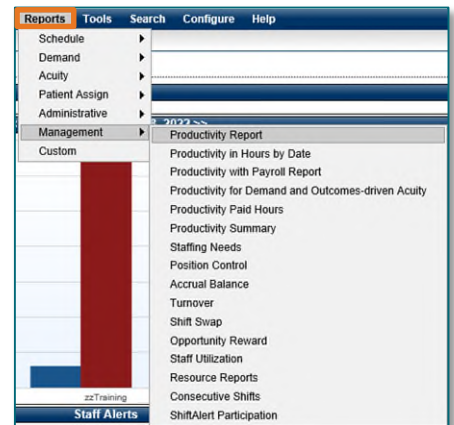 Reports Tools Search Configure Help
Schedule
Demand
Acuity
Patient Assign
Administrative
2022 >>
Management
Productivity Report
Custom
Productivity in Hours by Date
Productivity with Payroll Report
Productivity for Demand and Outcomes-driven Acuity
Productivity Paid Hours
Productivity Summary
Staffing Needs
Position Control
Accrual Balance
Turnover
Shift Swap
Opportunity Reward
Staff Utilization
Resource Reports
zzTraining
Consecutive Shifts
Staff Alerts
ShiftAlert Participation